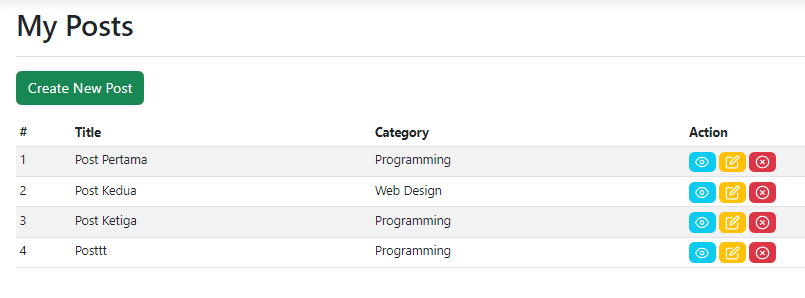 My Posts
Create New Post
# Title Category Action
1 Post Pertama Programming
2 Post Kedua Web Design
3 Post Ketiga Programming
4 Posttt Programming